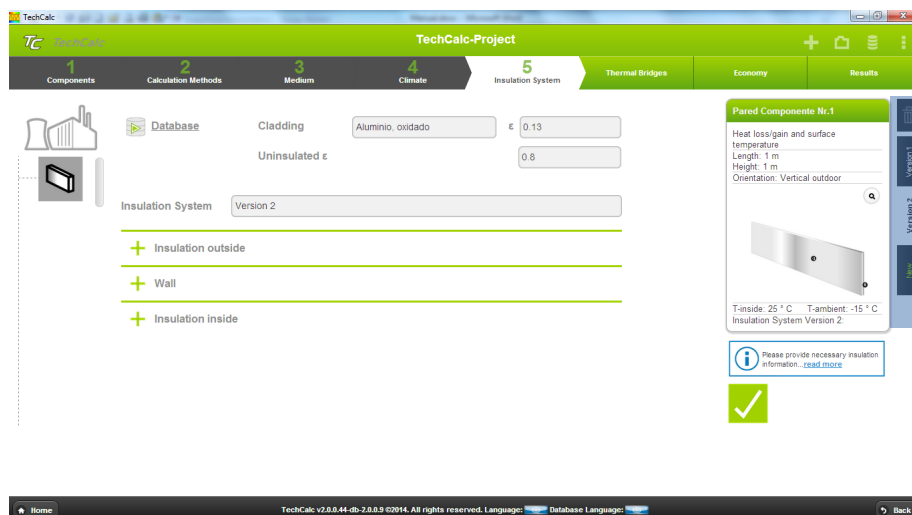 TechCalc
TC TechCalc
TechCalc-Project
1
Components
2
Calculation Methods
3
Medium
4
Climate
5
Insulation System
Thermal Bridges
Economy
Results
Database
Cladding
Aluminio, oxidado
ε
0.13
Uninsulated ε
0.8
Insulation System
Version 2
Insulation outside
Wall
Insulation inside
Pared Componente Nr.1
Heat loss/gain and surface
temperature
Length: 1 m
Height: 1 m
Orientation: Vertical outdoor
T-inside: 25 ° C T-ambient: -15 ° C
Insulation System Version 2:
Version 1
Version 2
New
Please provide necessary insulation
information...read more
Home
TechCalc v2.0.0.44-db-2.0.0.9 ©2014. All rights reserved. Language: Database Language:
Back